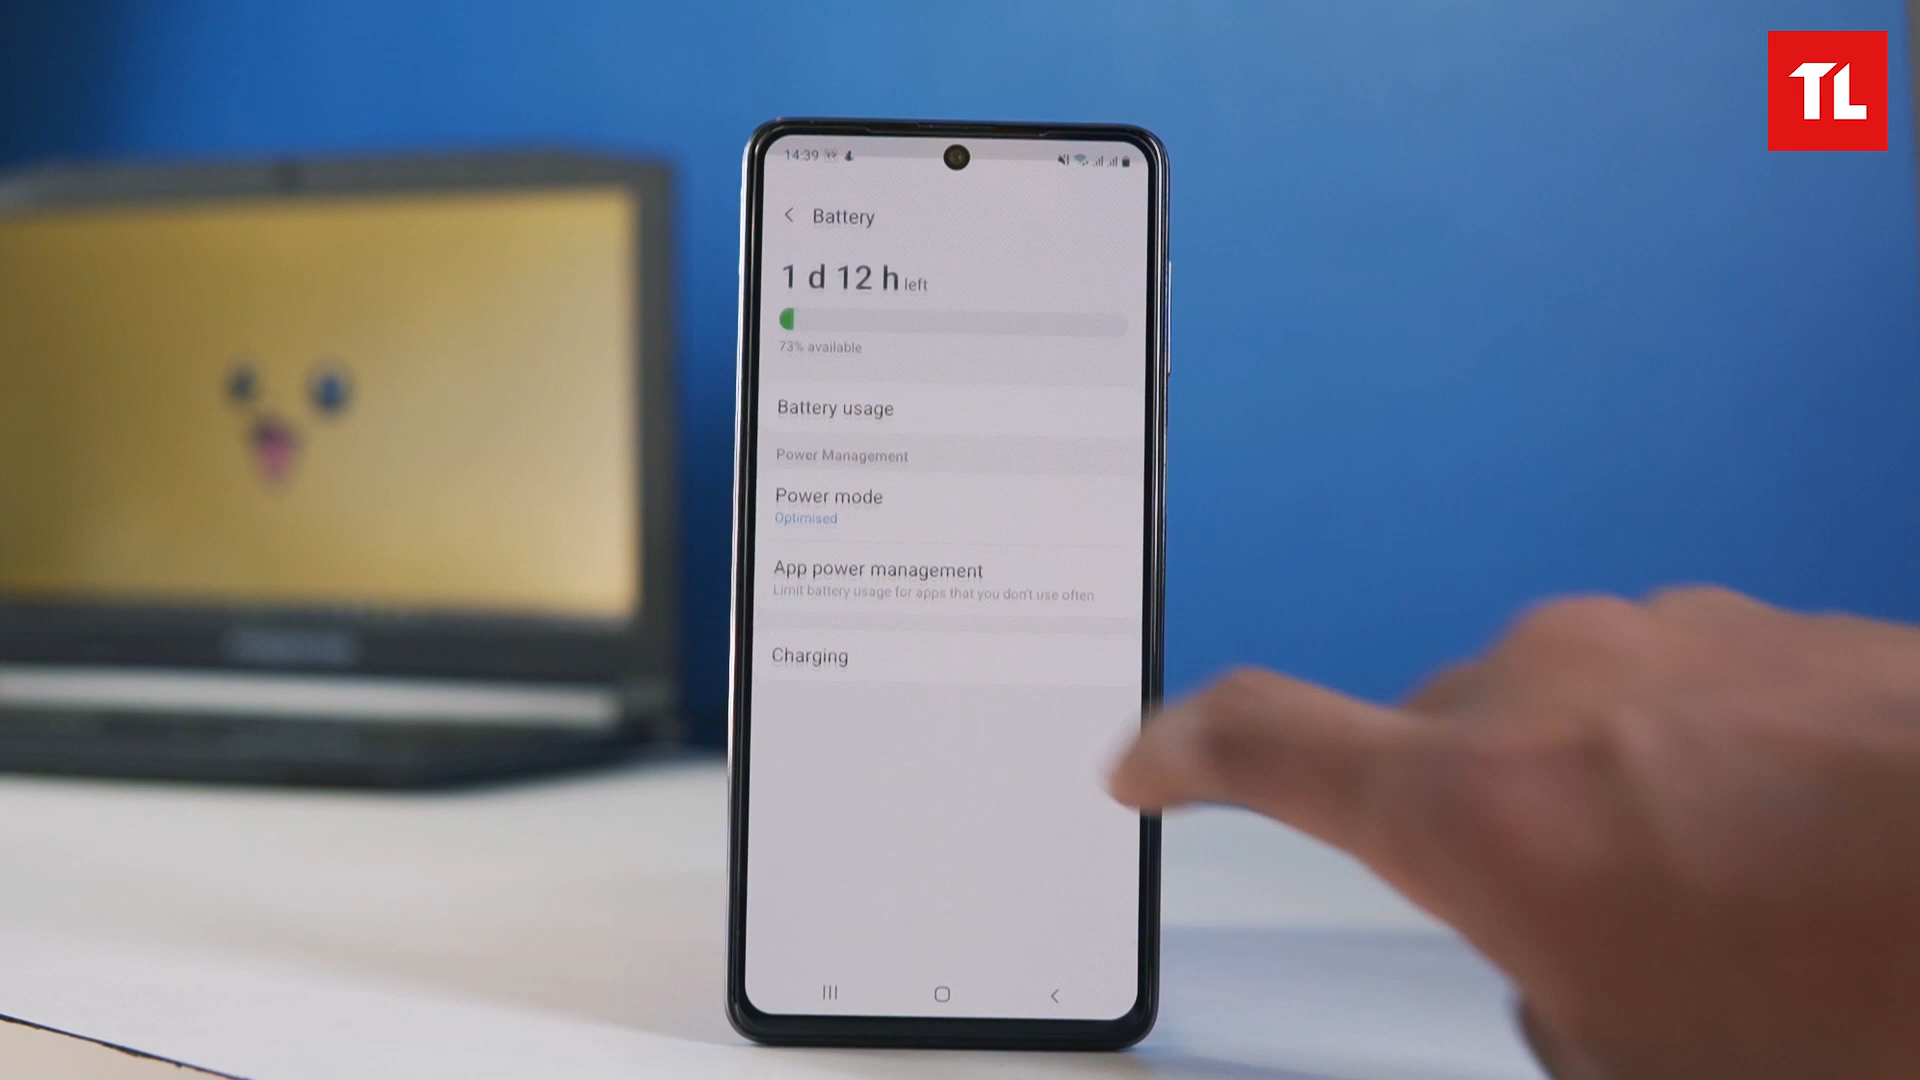 TL
14:39
Battery
1 d 12 h left
73% available
Battery usage
Power Management
Power mode
Optimised
App power management
Limit battery usage for apps that you don't use often.
Charging